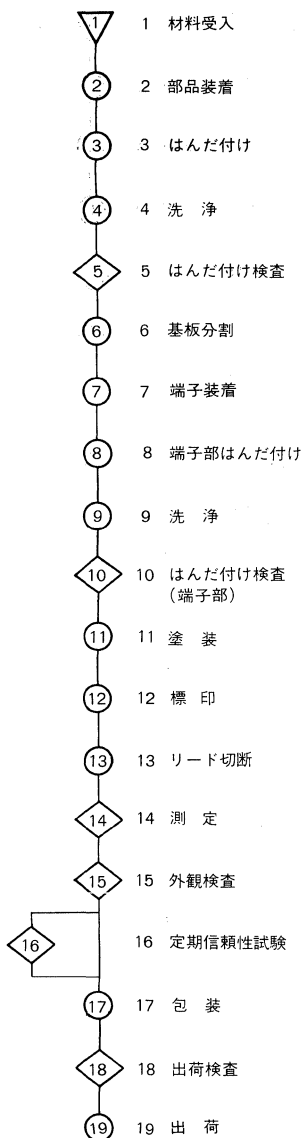 1 1 材料受入
2 2 部品装着
3 3 はんだ付け
4 4 洗 浄
5 5 はんだ付け検査
6 6 基板分割
7 7 端子装着
8 8 端子部はんだ付け
9 9 洗 浄
10 10 はんだ付け検査
(端子部)
11 11 塗 装
12 12 標 印
13 13 リード切断
14 14 測 定
15 15 外観検査
16 16 定期信頼性試験
17 17 包 装
18 18 出荷検査
19 19 出 荷